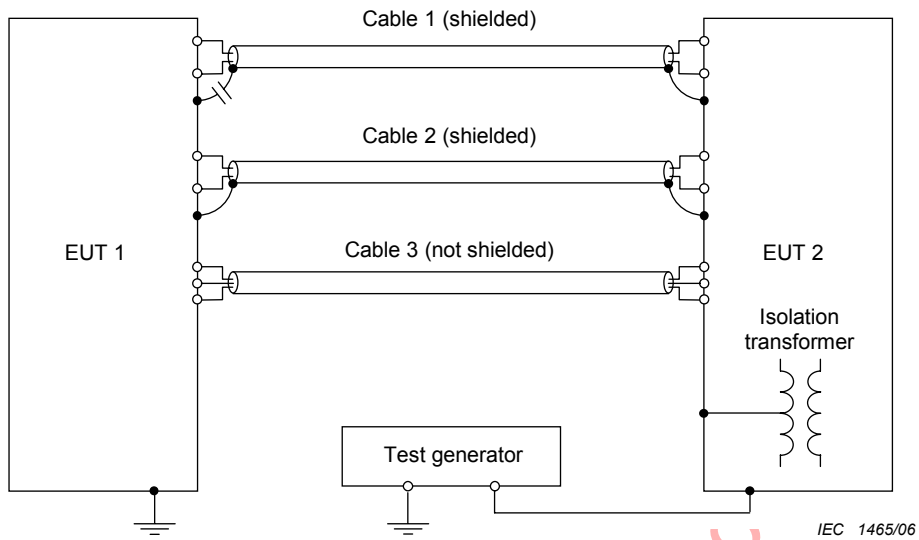 Cable 1 (shielded)
Cable 2 (shielded)
EUT 1
Cable 3 (not shielded)
EUT 2
Isolation
transformer
Test generator
IEC 1465/06